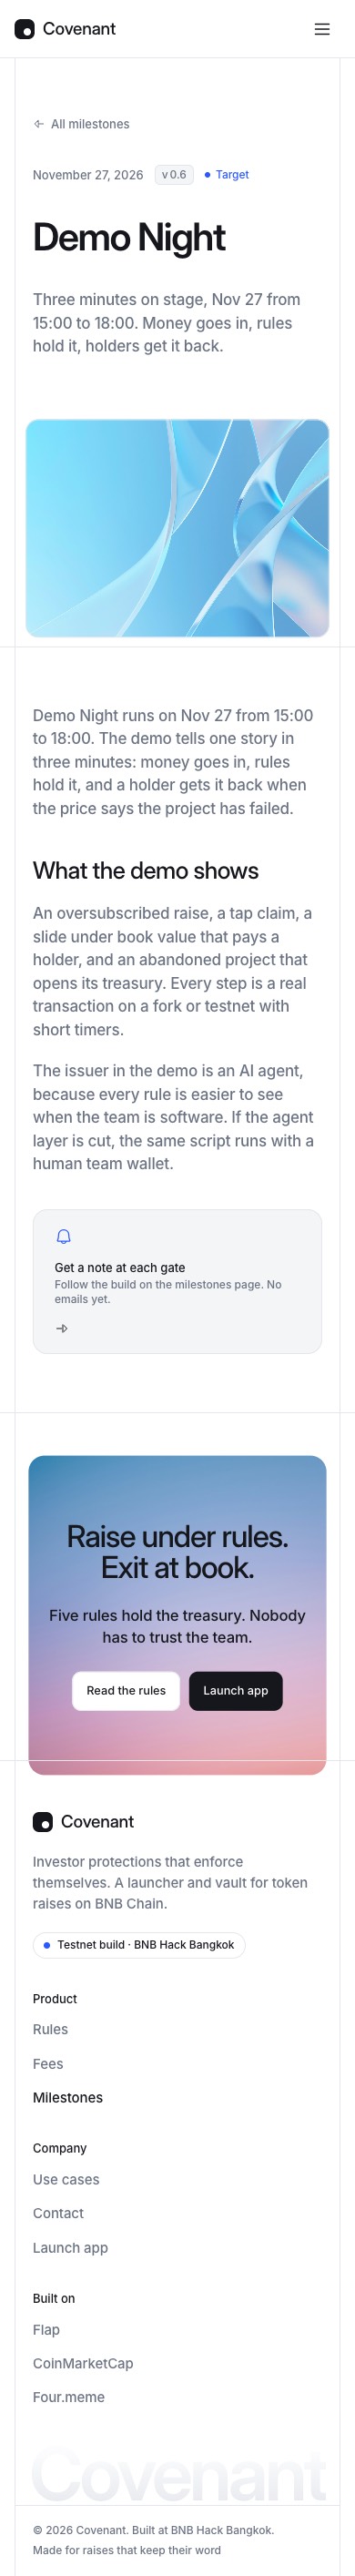 Covenant
All milestones
November 27, 2026 v 0.6 Target
Demo Night
Three minutes on stage, Nov 27 from
15:00 to 18:00. Money goes in, rules
hold it, holders get it back.
Demo Night runs on Nov 27 from 15:00
to 18:00. The demo tells one story in
three minutes: money goes in, rules
hold it, and a holder gets it back when
the price says the project has failed.
What the demo shows
An oversubscribed raise, a tap claim, a
slide under book value that pays a
holder, and an abandoned project that
opens its treasury. Every step is a real
transaction on a fork or testnet with
short timers.
The issuer in the demo is an AI agent,
because every rule is easier to see
when the team is software. If the agent
layer is cut, the same script runs with a
human team wallet.
Get a note at each gate
Follow the build on the milestones page. No
emails yet.
Raise under rules.
Exit at book.
Five rules hold the treasury. Nobody
has to trust the team.
Read the rules Launch app
Covenant
Investor protections that enforce
themselves. A launcher and vault for token
raises on BNB Chain.
Testnet build · BNB Hack Bangkok
Product
Rules
Fees
Milestones
Company
Use cases
Contact
Launch app
Built on
Flap
CoinMarketCap
Four.meme
Covenant
© 2026 Covenant. Built at BNB Hack Bangkok.
Made for raises that keep their word